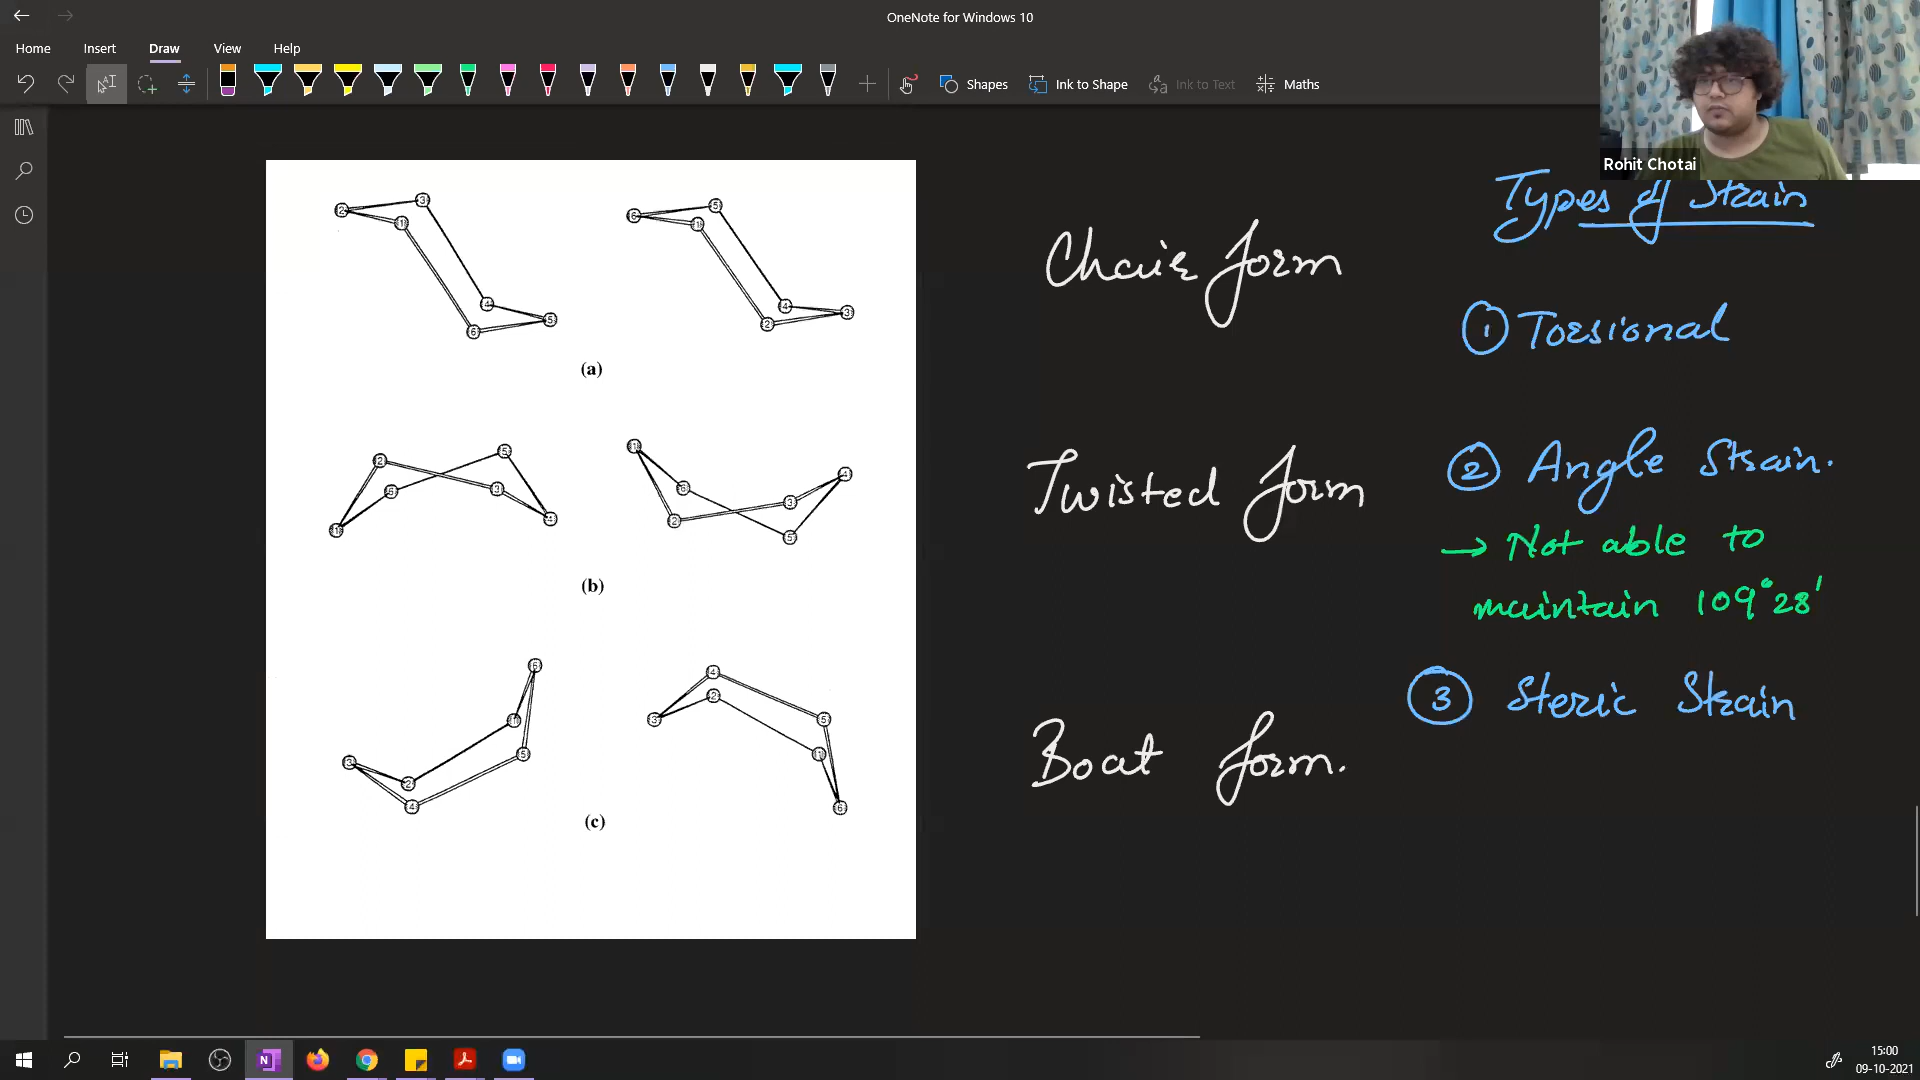 OneNote for Windows 10
Home Insert Draw View Help
Shapes Ink to Shape Ink to Text Maths
Rohit Chotai
Types of Strain
Chair form
① Torsional
(a)
Twisted form
② Angle Strain.
→ Not able to
maintain 109°28'
(b)
③ Steric Strain
Boat form.
(c)
15:00
09-10-2021